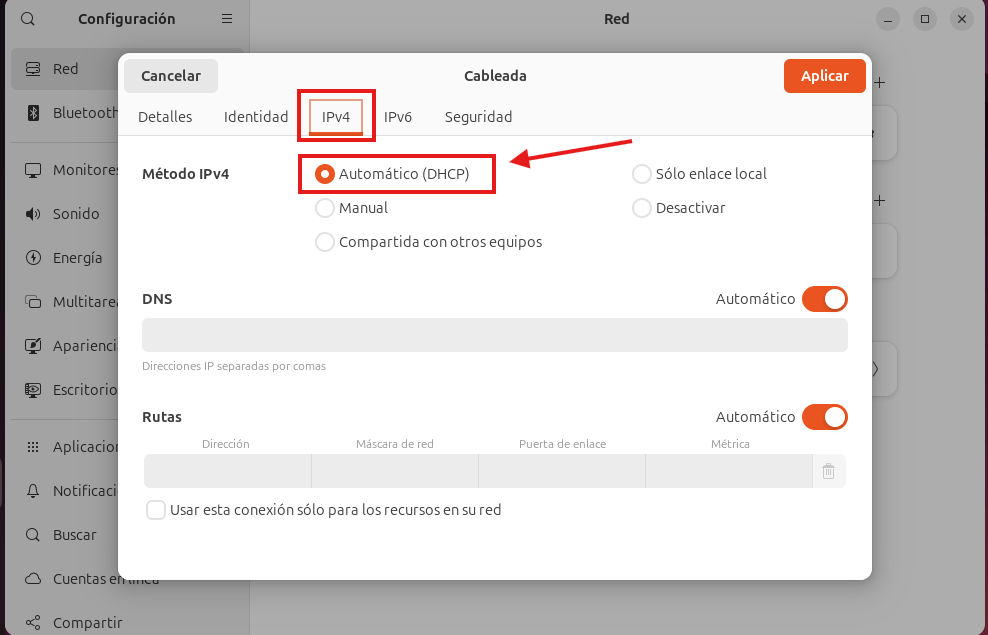 Configuración
Red
Cancelar
Cableada
Aplicar
Detalles
Identidad
IPv4
IPv6
Seguridad
Método IPv4
Automático (DHCP)
Sólo enlace local
Manual
Desactivar
Compartida con otros equipos
DNS
Automático
Direcciones IP separadas por comas
Rutas
Automático
Dirección
Máscara de red
Puerta de enlace
Métrica
Usar esta conexión sólo para los recursos en su red
Red
Bluetooth
Monitores
Sonido
Energía
Multitarea
Aparienci
Escritorio
Aplicacion
Notificaci
Buscar
Cuentas en línea
Compartir